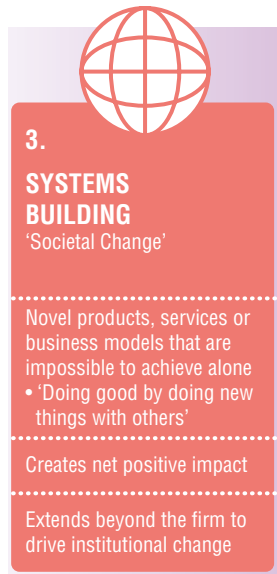 3.
SYSTEMS
BUILDING
‘Societal Change’
Novel products, services or
business models that are
impossible to achieve alone
• ‘Doing good by doing new
things with others’
Creates net positive impact
Extends beyond the firm to
drive institutional change